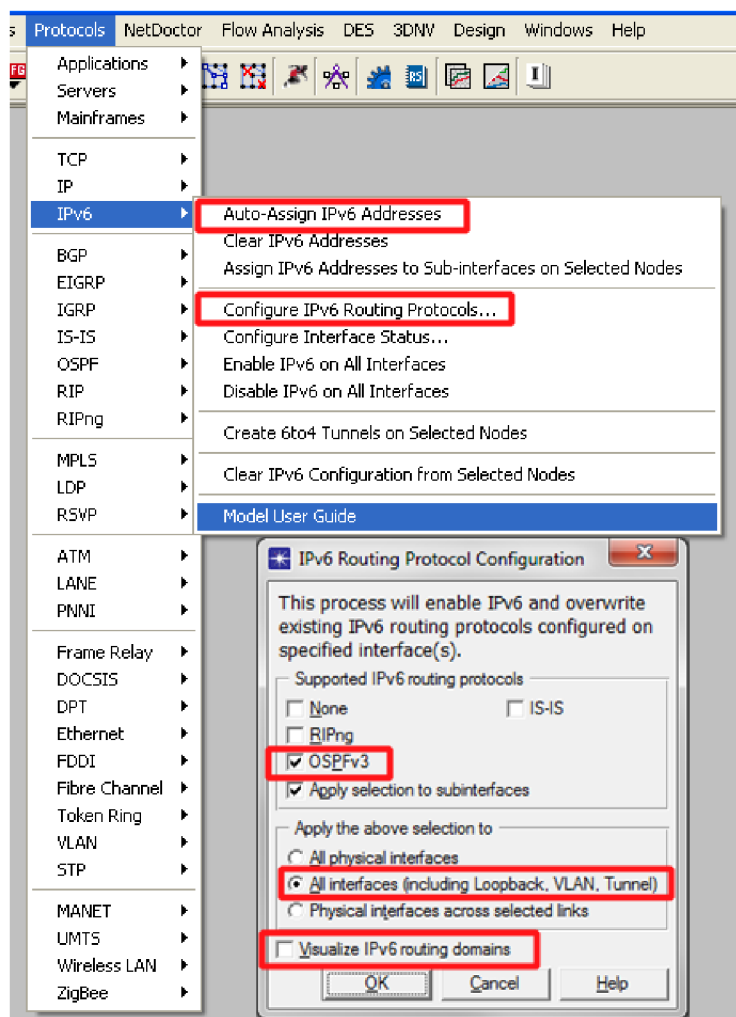 s Protocols NetDoctor Flow Analysis DES 3DNV Design Windows Help
Applications
Servers
Mainframes
TCP
IP
IPv6
BGP
EIGRP
IGRP
IS-IS
OSPF
RIP
RIPng
MPLS
LDP
RSVP
ATM
LANE
PNNI
Frame Relay
DOCSIS
DPT
Ethernet
FDDI
Fibre Channel
Token Ring
VLAN
STP
MANET
UMTS
Wireless LAN
ZigBee
FG
RS
I
Auto-Assign IPv6 Addresses
Clear IPv6 Addresses
Assign IPv6 Addresses to Sub-interfaces on Selected Nodes
Configure IPv6 Routing Protocols...
Configure Interface Status...
Enable IPv6 on All Interfaces
Disable IPv6 on All Interfaces
Create 6to4 Tunnels on Selected Nodes
Clear IPv6 Configuration from Selected Nodes
Model User Guide
IPv6 Routing Protocol Configuration
This process will enable IPv6 and overwrite
existing IPv6 routing protocols configured on
specified interface(s).
Supported IPv6 routing protocols
None IS-IS
RIPng
OSPFv3
Apply selection to subinterfaces
Apply the above selection to
All physical interfaces
All interfaces (including Loopback, VLAN, Tunnel)
Physical interfaces across selected links
Visualize IPv6 routing domains
OK Cancel Help